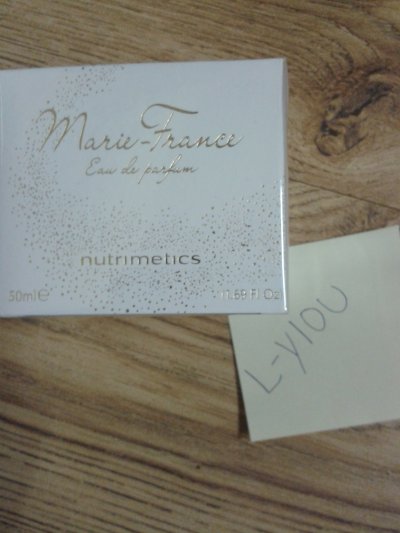 Marie-France
Eau de parfum
nutrimetics
50ml℮ 1.69 Fl Oz
L-YIOU